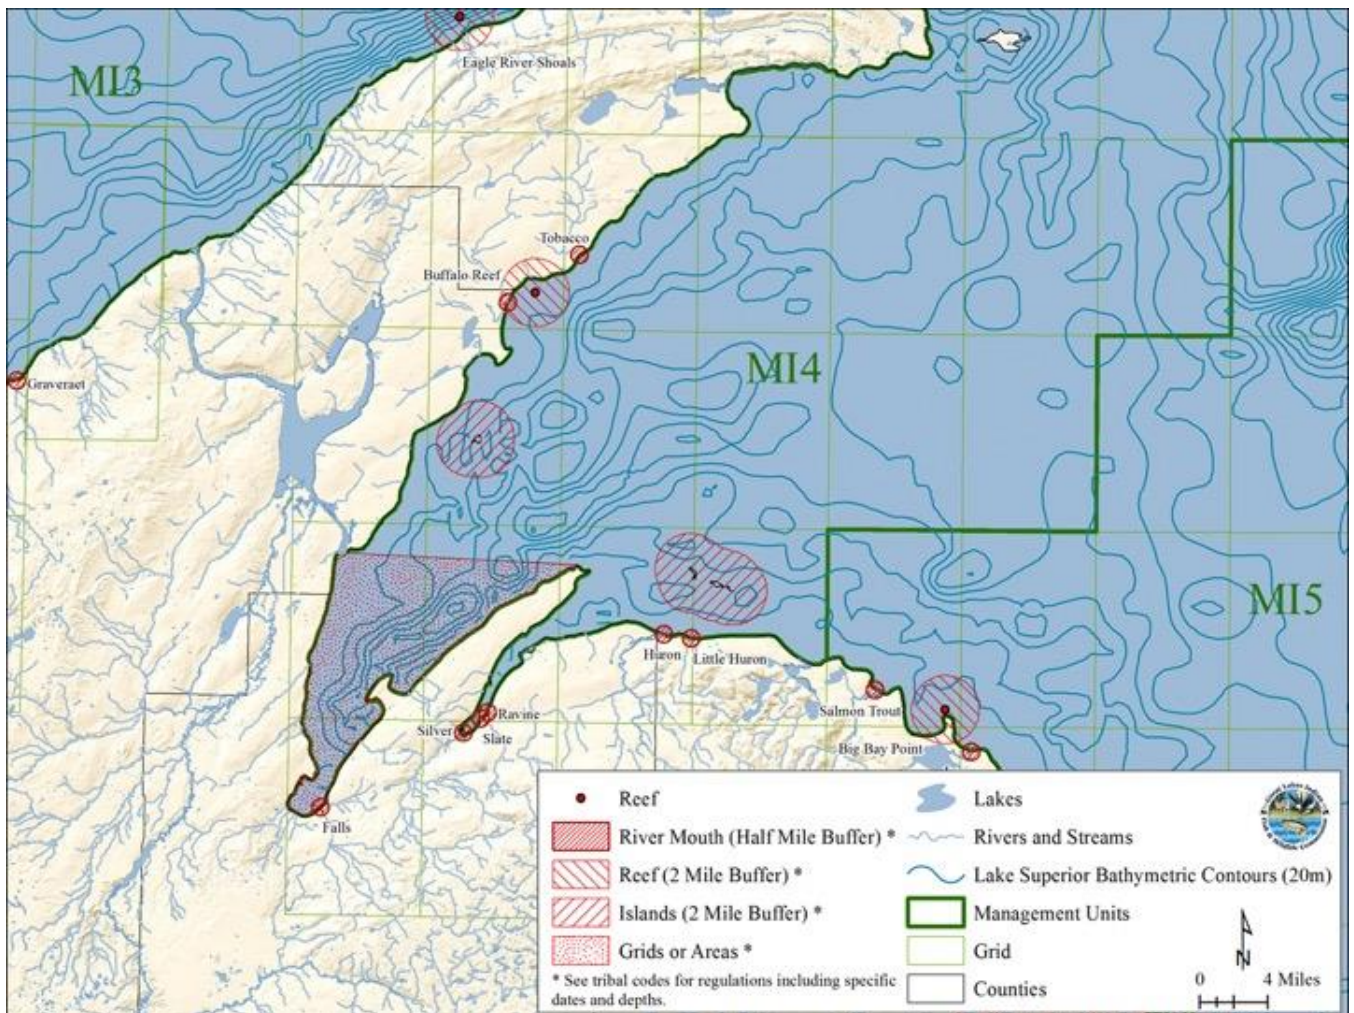 Eagle River Shoals
MI3
Tobacco
Buffalo Reef
MI4
Graveraet
MI5
Huron
Little Huron
Salmon Trout
Ravine
Silver
Slate
Big Bay Point
Falls
Reef
River Mouth (Half Mile Buffer) *
Reef (2 Mile Buffer) *
Islands (2 Mile Buffer) *
Grids or Areas *
* See tribal codes for regulations including specific
dates and depths.
Lakes
Rivers and Streams
Lake Superior Bathymetric Contours (20m)
Management Units
Grid
Counties
N
0 4 Miles